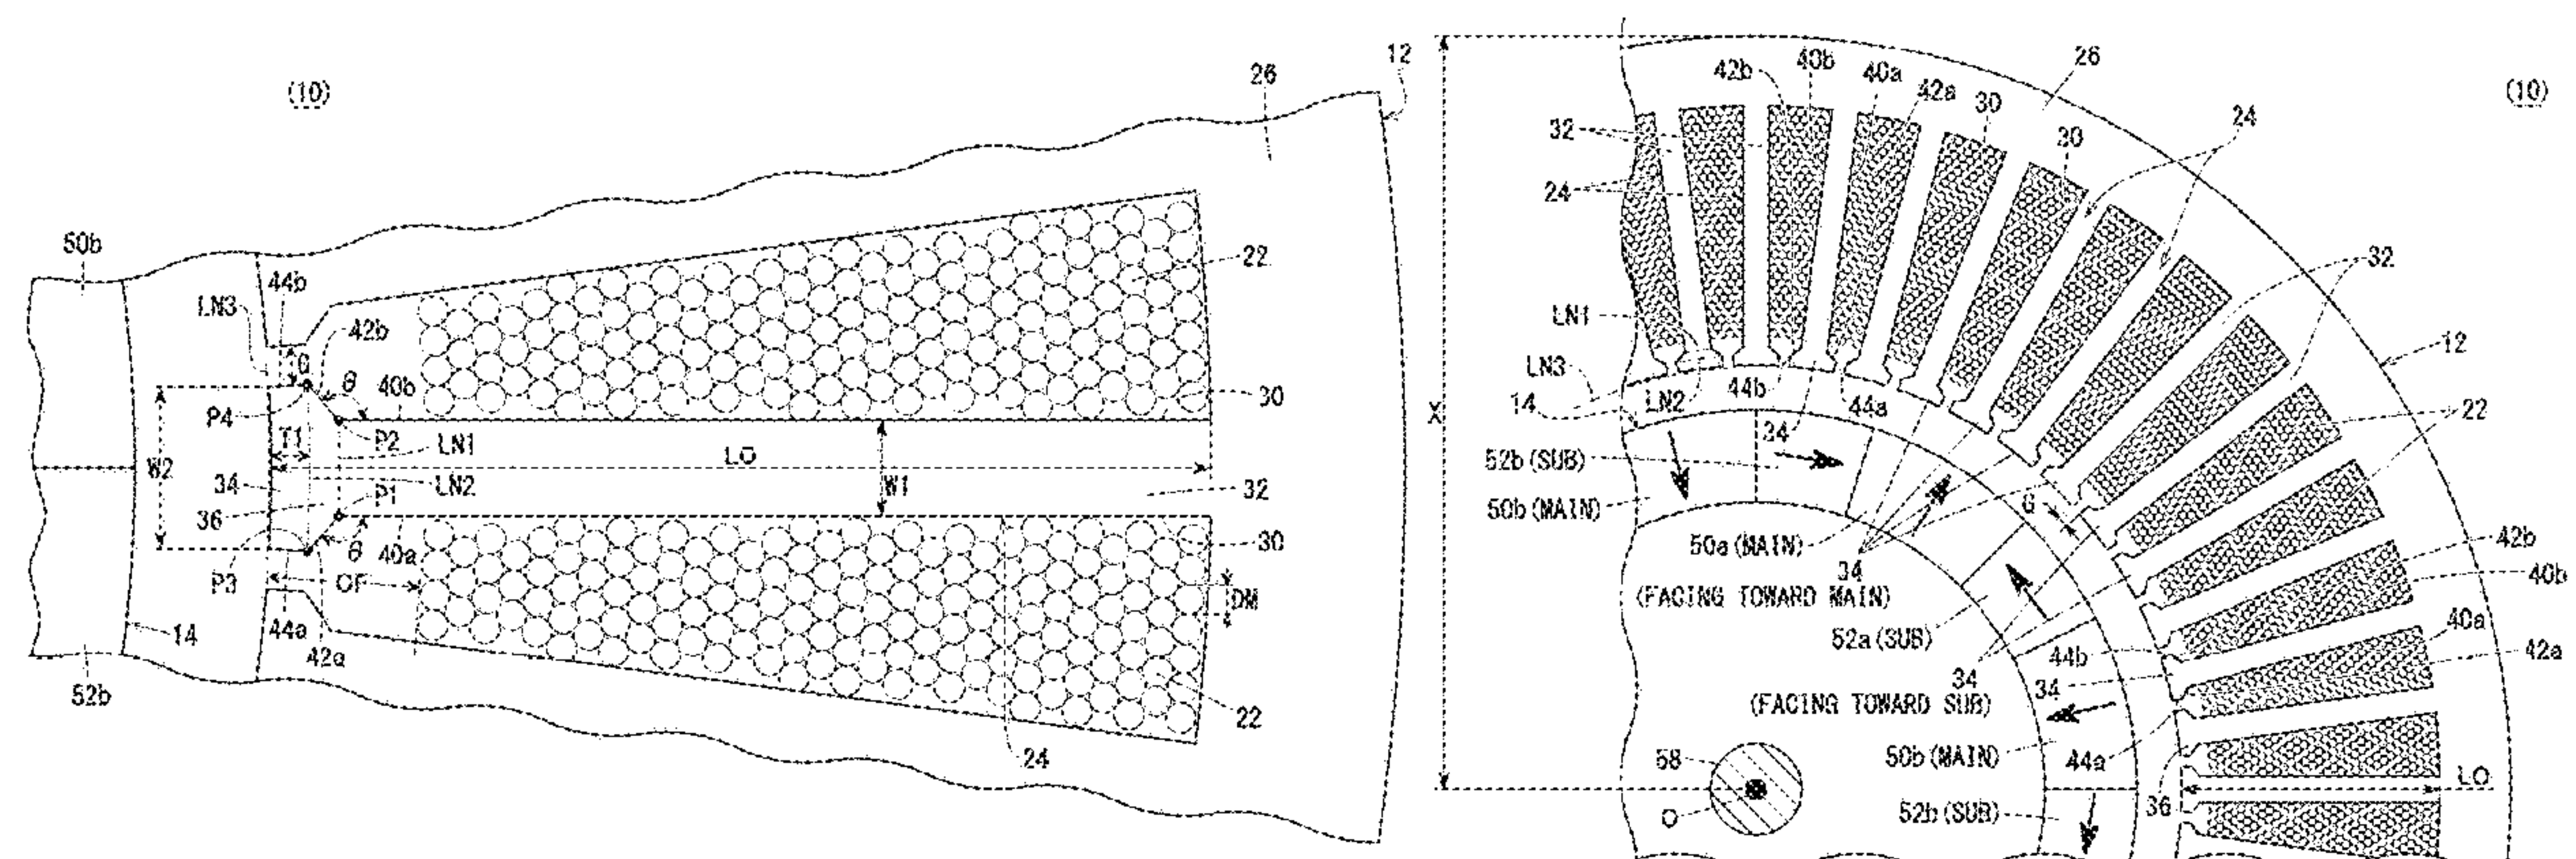 (10)
12
26
50b
44b
LN3
42b
22
G
θ
40b
30
P4
P2
LN1
T1
LO
W2
34
LN2
W1
P1
32
36
θ
40a
30
P3
OF
DM
14
44a
42a
22
52b
24
26
(10)
42b
40b
40a
42a
30
30
24
32
24
32
LN1
12
LN3
44b
44a
14
LN2
X
34
22
52b (SUB)
50b (MAIN)
G
50a (MAIN)
34
42b
(FACING TOWARD MAIN)
40b
52a (SUB)
40a
44b
42a
34
34
(FACING TOWARD SUB)
58
50b (MAIN)
44a
LO
O
52b (SUB)
36